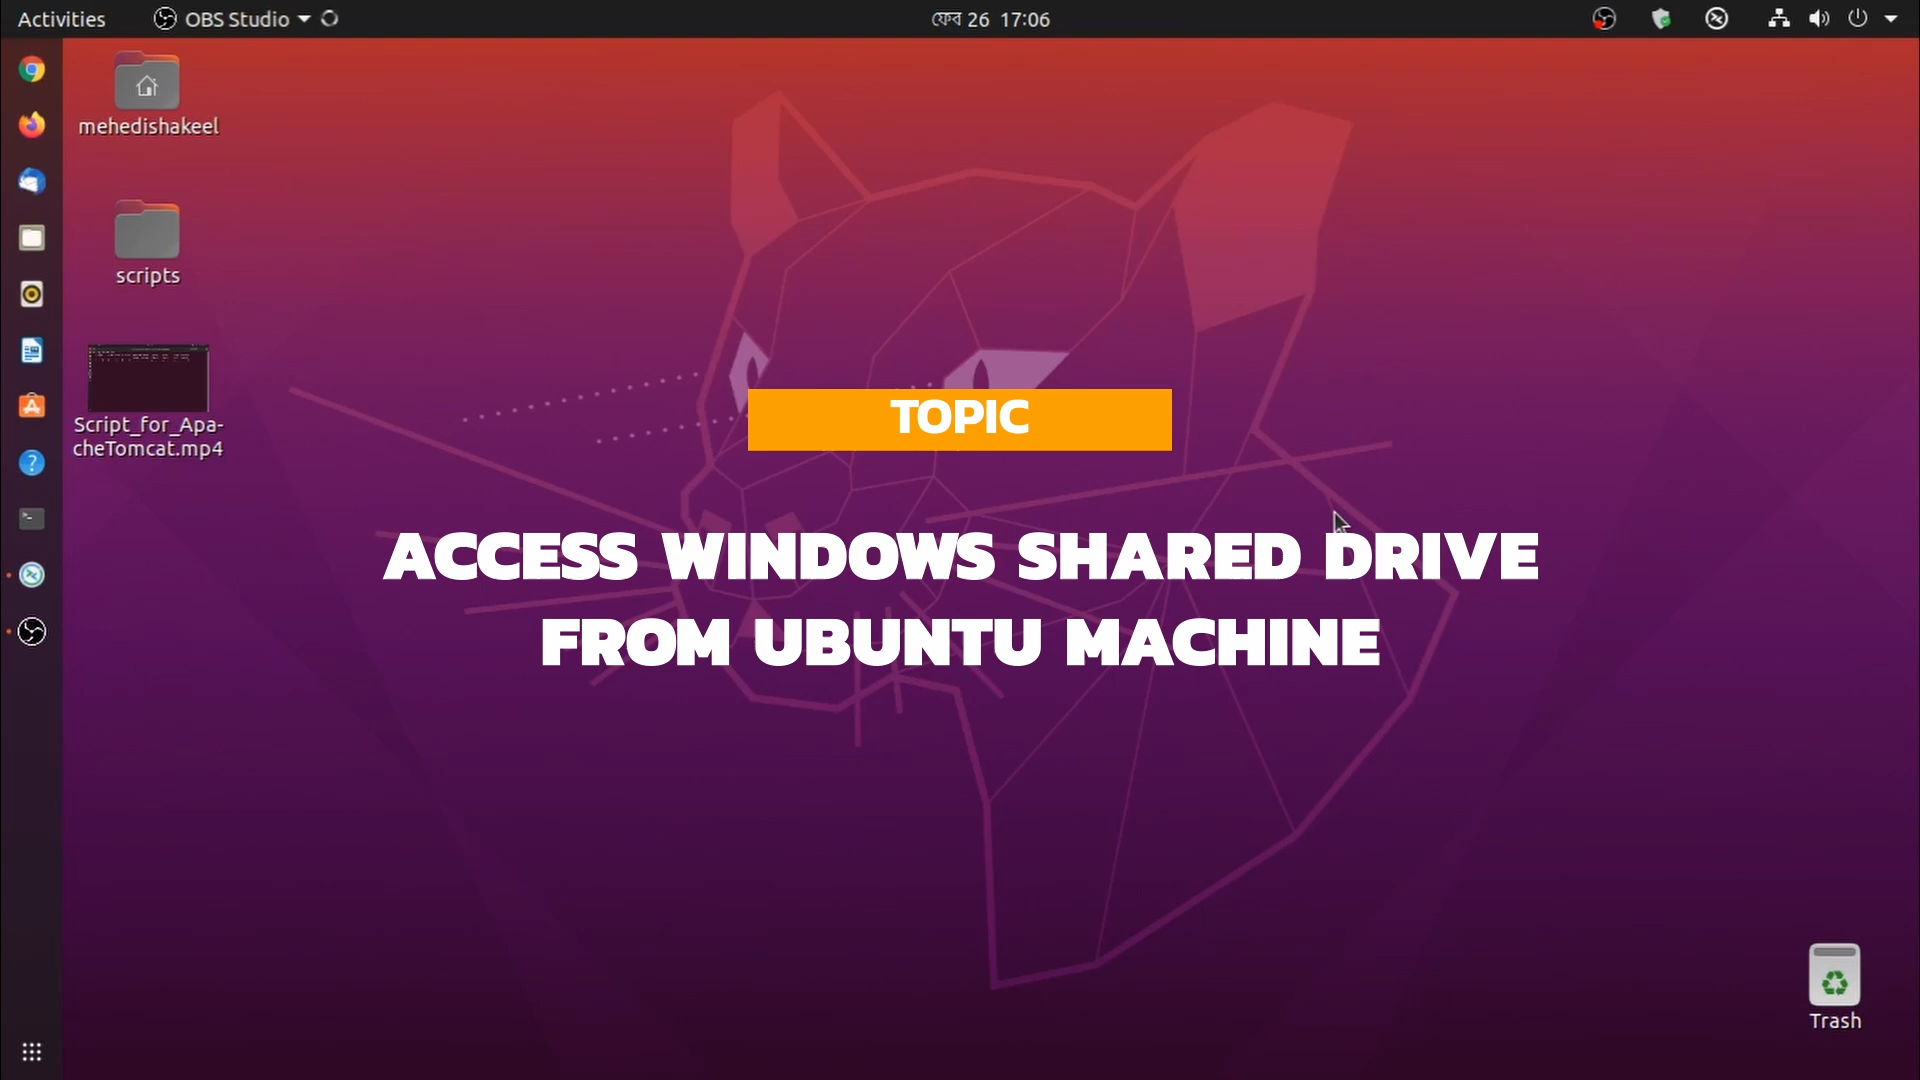 Activities
OBS Studio
ফেব 26 17:06
mehedishakeel
scripts
Script_for_Apa-
cheTomcat.mp4
TOPIC
ACCESS WINDOWS SHARED DRIVE
FROM UBUNTU MACHINE
Trash